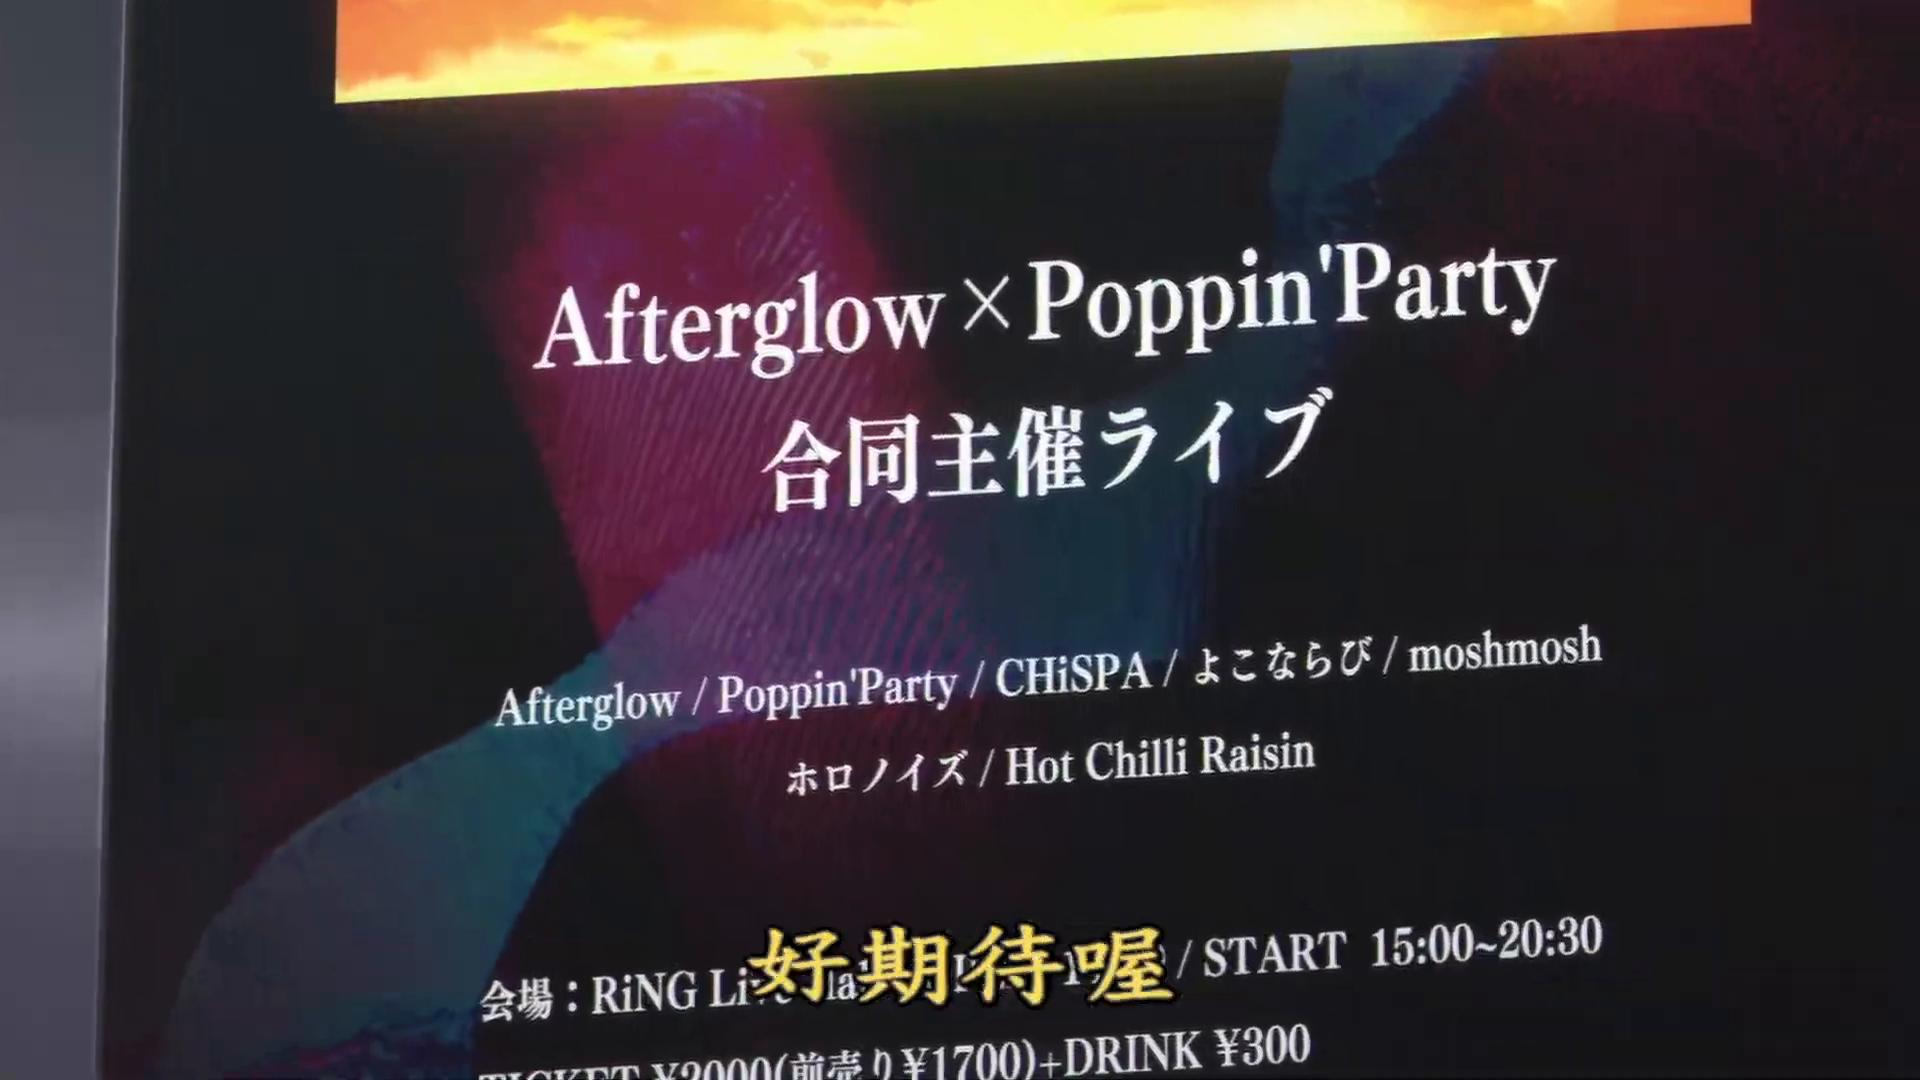 Afterglow×Poppin'Party
合同主催ライブ
Afterglow / Poppin'Party / CHiSPA / よこならび / moshmosh
ホロノイズ / Hot Chilli Raisin
会場：RiNG / START 15:00~20:30
好期待喔
TICKET ¥2000(前売り¥1700)+DRINK ¥300